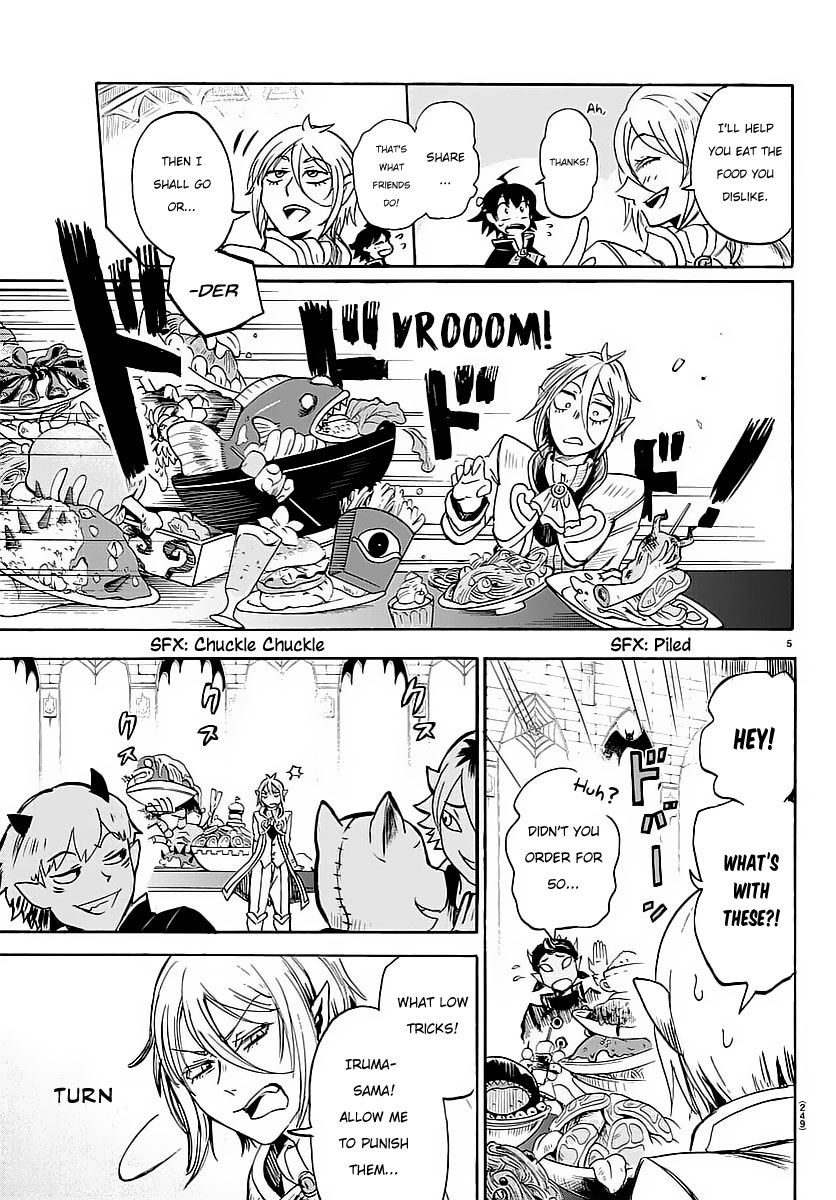 I'LL HELP
YOU EAT THE
FOOD YOU
DISLIKE.
Ah,
THANKS!
SHARE
...
THAT'S
WHAT
FRIENDS
DO!
THEN I
SHALL GO
OR...
-DER
ド
ド
VROOOM!
ド
ド
!
5
SFX: Piled
HEY!
WHAT'S
WITH
THESE?!
ドバーン
Huh?
DIDN'T YOU
ORDER FOR
50...
SFX: Chuckle Chuckle
クス
クス
クス
WHAT LOW
TRICKS!
IRUMA-
SAMA!
ALLOW ME
TO PUNISH
THEM...
TURN
(249)